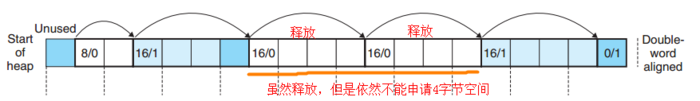 Unused
释放
释放
Start
of
heap
8/0
16/1
16/0
16/0
16/1
0/1
Double-
word
aligned
虽然释放，但是依然不能申请4字节空间